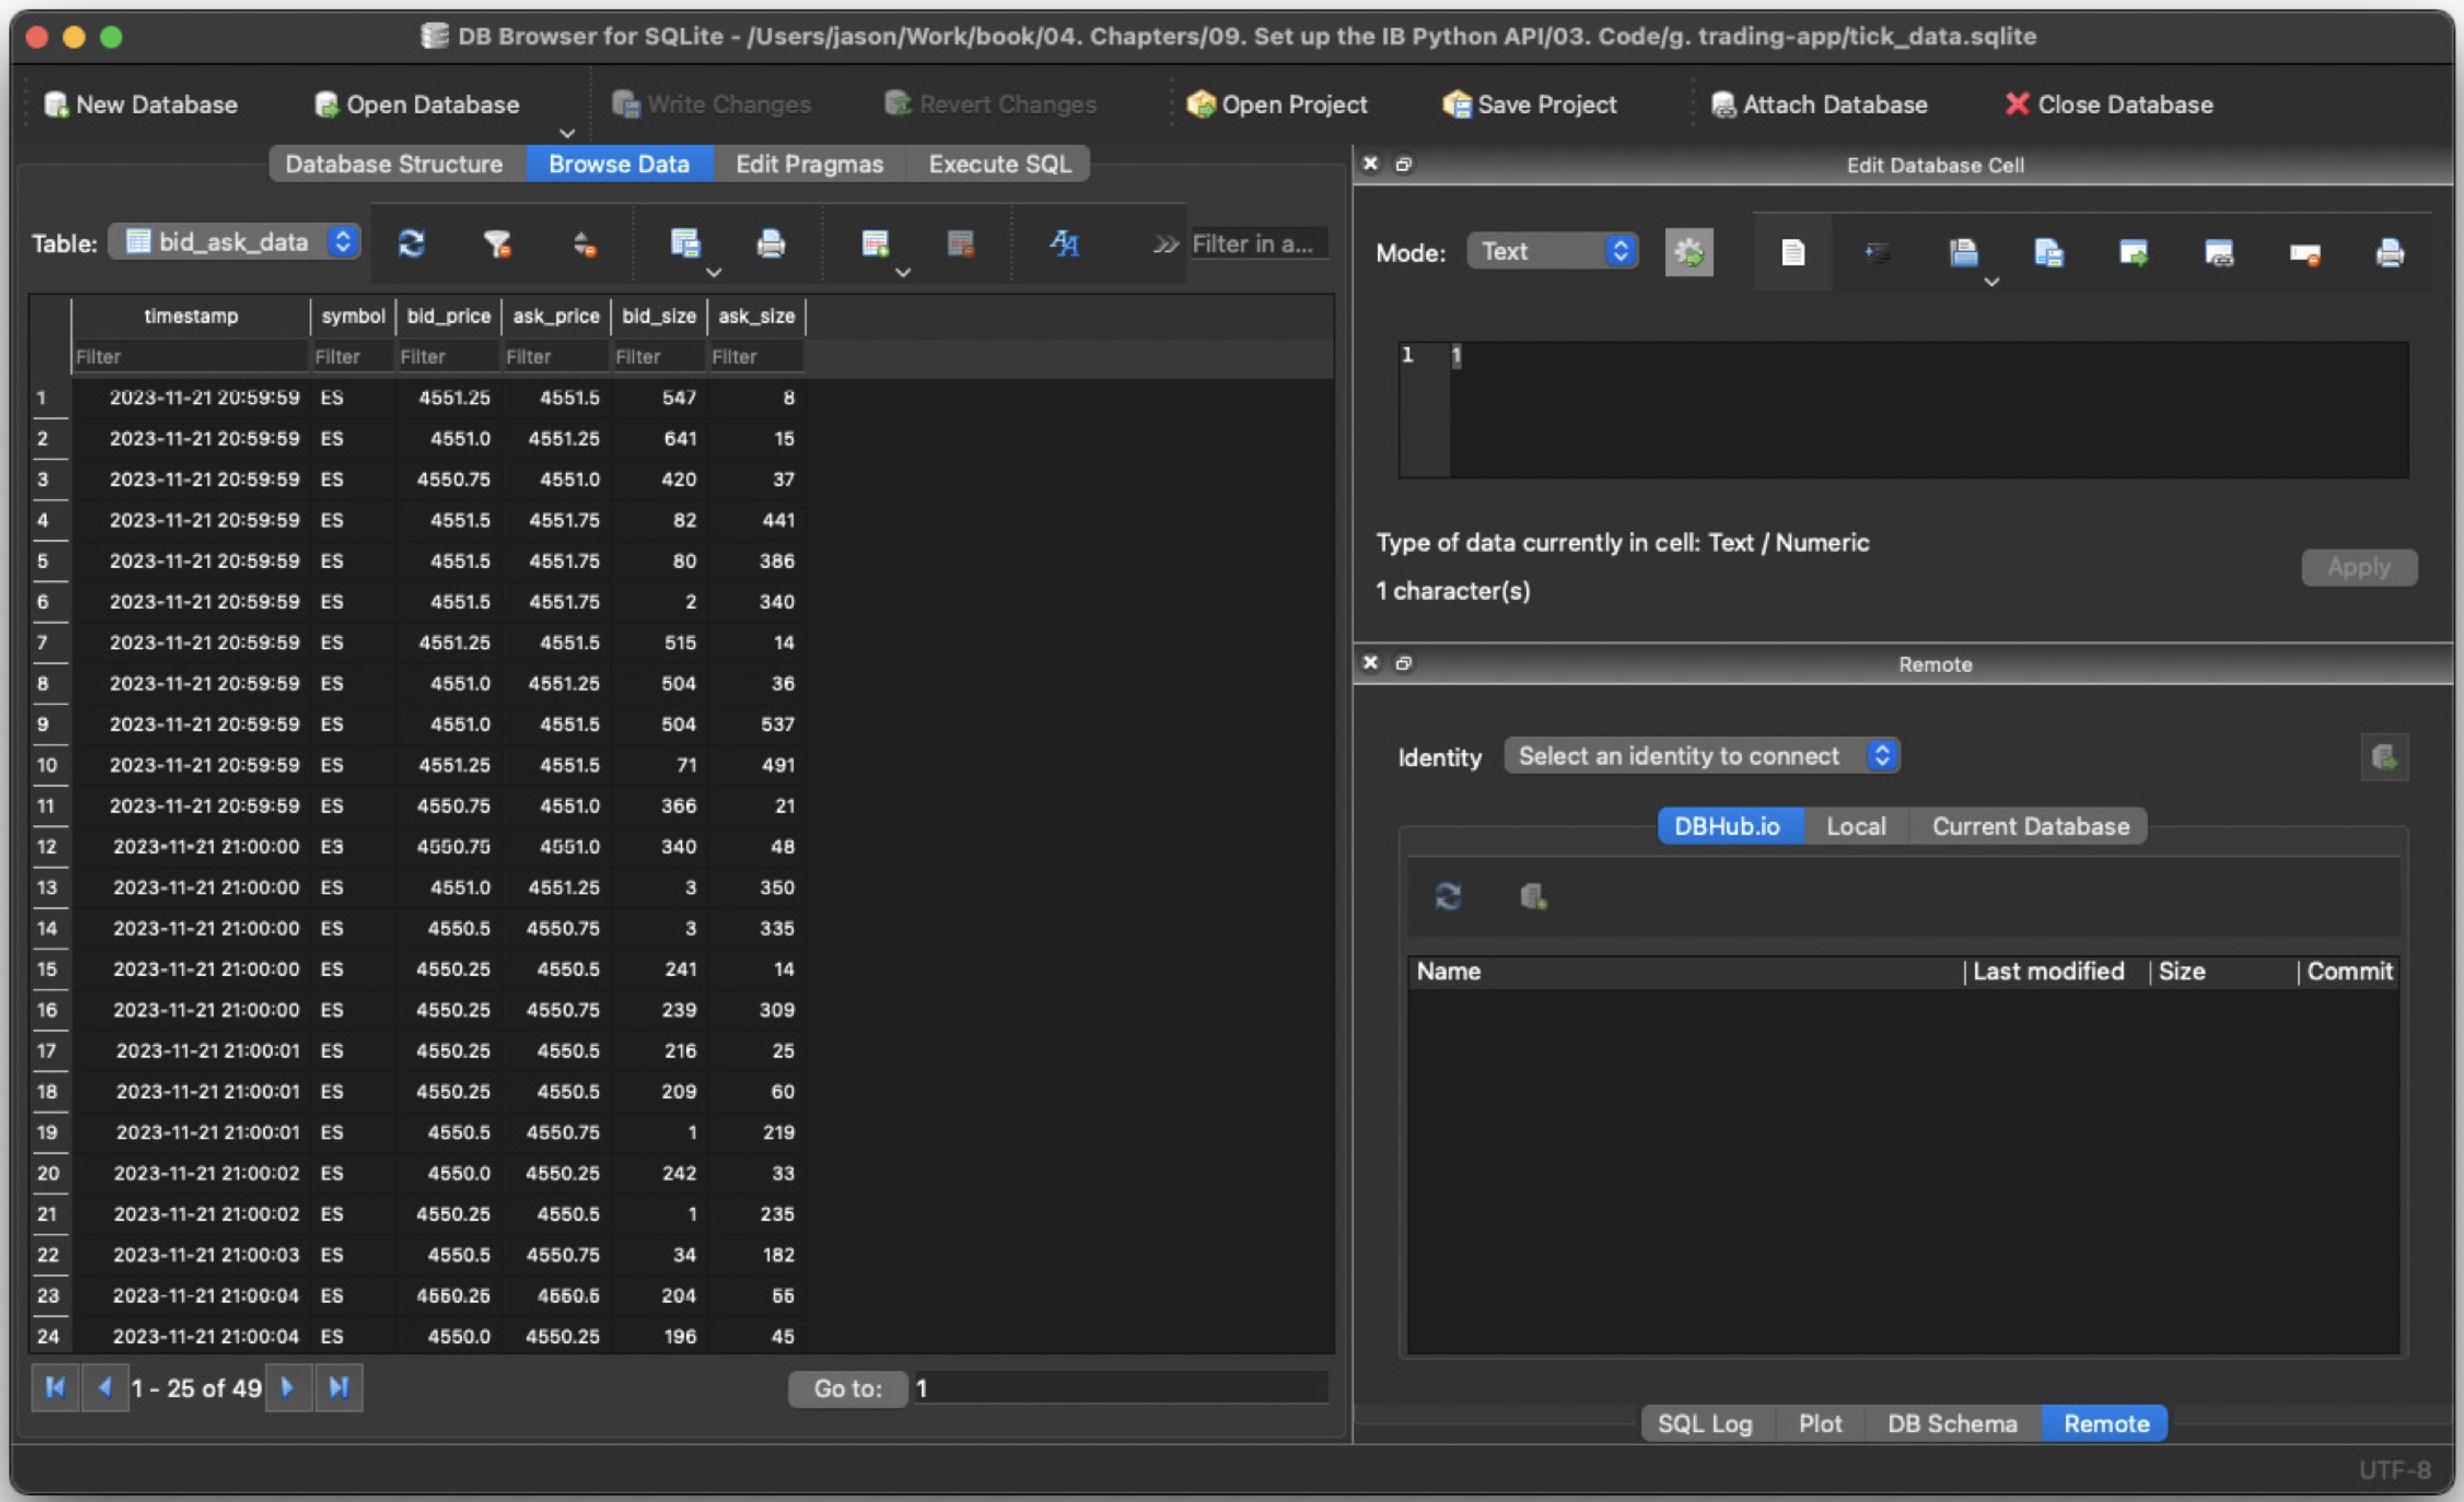 DB Browser for SQLite - /Users/jason/Work/book/04. Chapters/09. Set up the IB Python API/03. Code/g. trading-app/tick_data.sqlite
New Database Open Database Write Changes Revert Changes Open Project Save Project Attach Database Close Database
Database Structure Browse Data Edit Pragmas Execute SQL
Table: bid_ask_data Filter in a...
timestamp symbol bid_price ask_price bid_size ask_size
Filter Filter Filter Filter Filter Filter
1 2023-11-21 20:59:59 ES 4551.25 4551.5 547 8
2 2023-11-21 20:59:59 ES 4551.0 4551.25 641 15
3 2023-11-21 20:59:59 ES 4550.75 4551.0 420 37
4 2023-11-21 20:59:59 ES 4551.5 4551.75 82 441
5 2023-11-21 20:59:59 ES 4551.5 4551.75 80 386
6 2023-11-21 20:59:59 ES 4551.5 4551.75 2 340
7 2023-11-21 20:59:59 ES 4551.25 4551.5 515 14
8 2023-11-21 20:59:59 ES 4551.0 4551.25 504 36
9 2023-11-21 20:59:59 ES 4551.0 4551.5 504 537
10 2023-11-21 20:59:59 ES 4551.25 4551.5 71 491
11 2023-11-21 20:59:59 ES 4550.75 4551.0 366 21
12 2023-11-21 21:00:00 ES 4550.75 4551.0 340 48
13 2023-11-21 21:00:00 ES 4551.0 4551.25 3 350
14 2023-11-21 21:00:00 ES 4550.5 4550.75 3 335
15 2023-11-21 21:00:00 ES 4550.25 4550.5 241 14
16 2023-11-21 21:00:00 ES 4550.25 4550.75 239 309
17 2023-11-21 21:00:01 ES 4550.25 4550.5 216 25
18 2023-11-21 21:00:01 ES 4550.25 4550.5 209 60
19 2023-11-21 21:00:01 ES 4550.5 4550.75 1 219
20 2023-11-21 21:00:02 ES 4550.0 4550.25 242 33
21 2023-11-21 21:00:02 ES 4550.25 4550.5 1 235
22 2023-11-21 21:00:03 ES 4550.5 4550.75 34 182
23 2023-11-21 21:00:04 ES 4550.25 4550.5 204 55
24 2023-11-21 21:00:04 ES 4550.0 4550.25 196 45
1 - 25 of 49 Go to: 1
Edit Database Cell
Mode: Text
1 1
Type of data currently in cell: Text / Numeric
1 character(s)
Apply
Remote
Identity Select an identity to connect
DBHub.io Local Current Database
Name Last modified Size Commit
SQL Log Plot DB Schema Remote
UTF-8